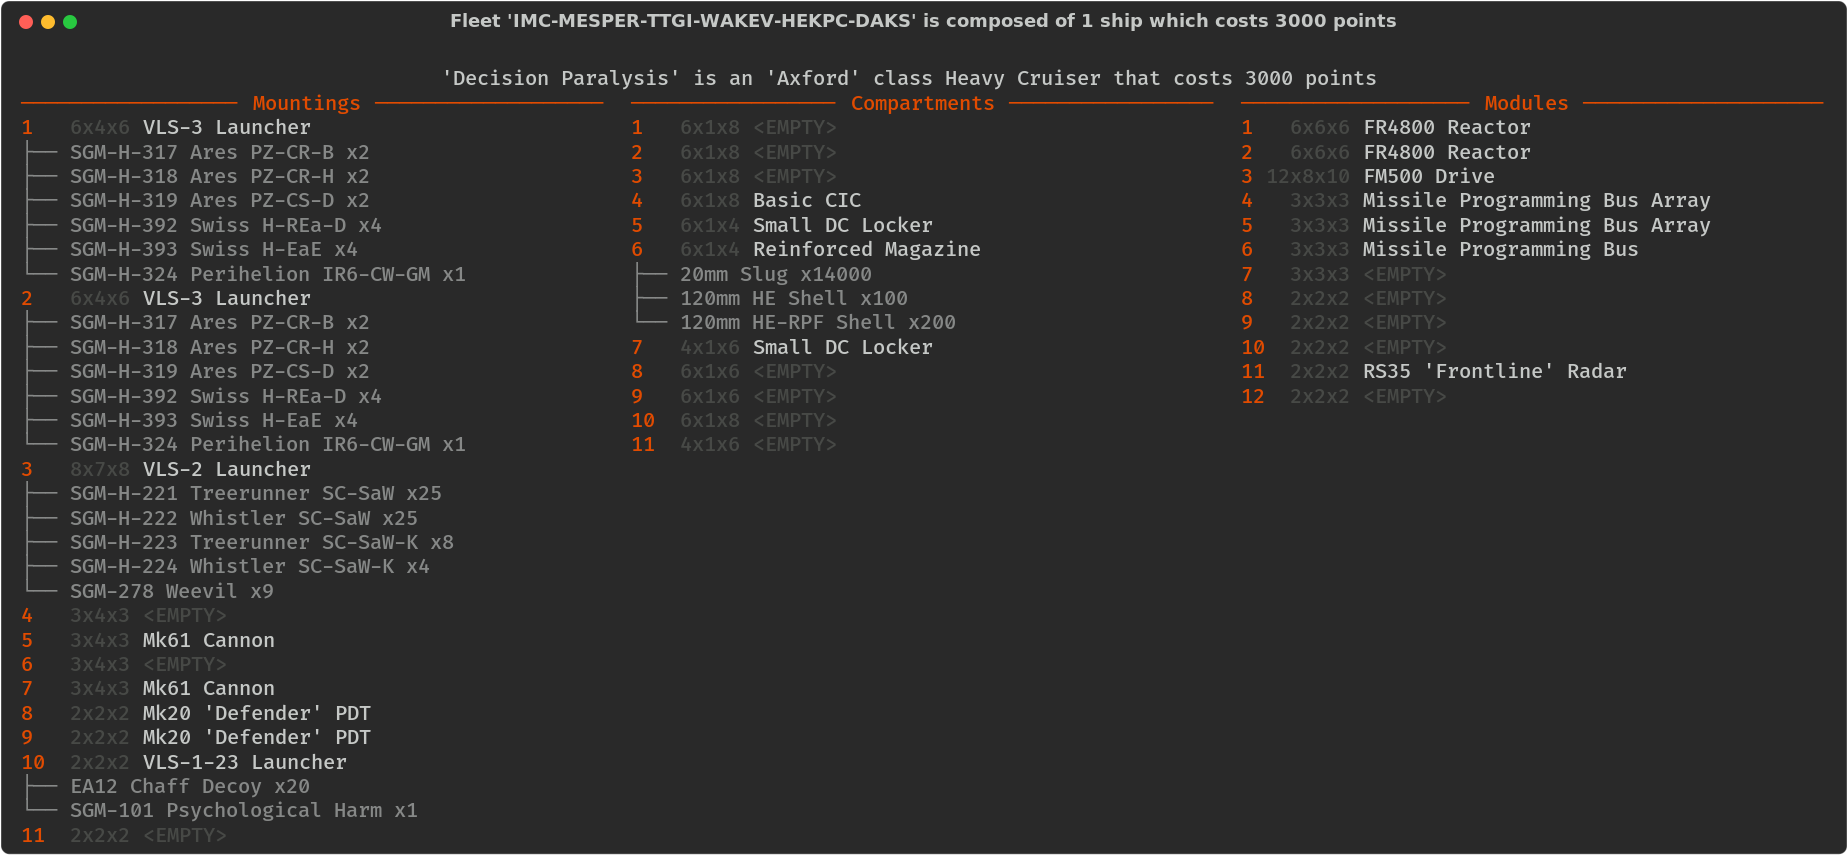 Fleet 'IMC-MESPER-TTGI-WAKEV-HEKPC-DAKS' is composed of 1 ship which costs 3000 points
'Decision Paralysis' is an 'Axford' class Heavy Cruiser that costs 3000 points
Mountings
1 6x4x6 VLS-3 Launcher
SGM-H-317 Ares PZ-CR-B x2
SGM-H-318 Ares PZ-CR-H x2
SGM-H-319 Ares PZ-CS-D x2
SGM-H-392 Swiss H-REa-D x4
SGM-H-393 Swiss H-EaE x4
SGM-H-324 Perihelion IR6-CW-GM x1
2 6x4x6 VLS-3 Launcher
SGM-H-317 Ares PZ-CR-B x2
SGM-H-318 Ares PZ-CR-H x2
SGM-H-319 Ares PZ-CS-D x2
SGM-H-392 Swiss H-REa-D x4
SGM-H-393 Swiss H-EaE x4
SGM-H-324 Perihelion IR6-CW-GM x1
3 8x7x8 VLS-2 Launcher
SGM-H-221 Treerunner SC-SaW x25
SGM-H-222 Whistler SC-SaW x25
SGM-H-223 Treerunner SC-SaW-K x8
SGM-H-224 Whistler SC-SaW-K x4
SGM-278 Weevil x9
4 3x4x3 <EMPTY>
5 3x4x3 Mk61 Cannon
6 3x4x3 <EMPTY>
7 3x4x3 Mk61 Cannon
8 2x2x2 Mk20 'Defender' PDT
9 2x2x2 Mk20 'Defender' PDT
10 2x2x2 VLS-1-23 Launcher
EA12 Chaff Decoy x20
SGM-101 Psychological Harm x1
11 2x2x2 <EMPTY>
Compartments
1 6x1x8 <EMPTY>
2 6x1x8 <EMPTY>
3 6x1x8 <EMPTY>
4 6x1x8 Basic CIC
5 6x1x4 Small DC Locker
6 6x1x4 Reinforced Magazine
20mm Slug x14000
120mm HE Shell x100
120mm HE-RPF Shell x200
7 4x1x6 Small DC Locker
8 6x1x6 <EMPTY>
9 6x1x6 <EMPTY>
10 6x1x8 <EMPTY>
11 4x1x6 <EMPTY>
Modules
1 6x6x6 FR4800 Reactor
2 6x6x6 FR4800 Reactor
3 12x8x10 FM500 Drive
4 3x3x3 Missile Programming Bus Array
5 3x3x3 Missile Programming Bus Array
6 3x3x3 Missile Programming Bus
7 3x3x3 <EMPTY>
8 2x2x2 <EMPTY>
9 2x2x2 <EMPTY>
10 2x2x2 <EMPTY>
11 2x2x2 RS35 'Frontline' Radar
12 2x2x2 <EMPTY>